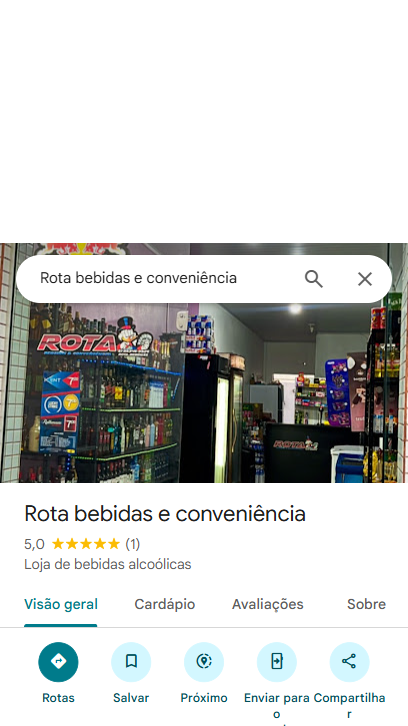 Rota bebidas e conveniência
ROTA
KENT
ROTA
Rota bebidas e conveniência
5,0 (1)
Loja de bebidas alcoólicas
Visão geral Cardápio Avaliações Sobre
Rotas Salvar Próximo Enviar para o Compartilhar